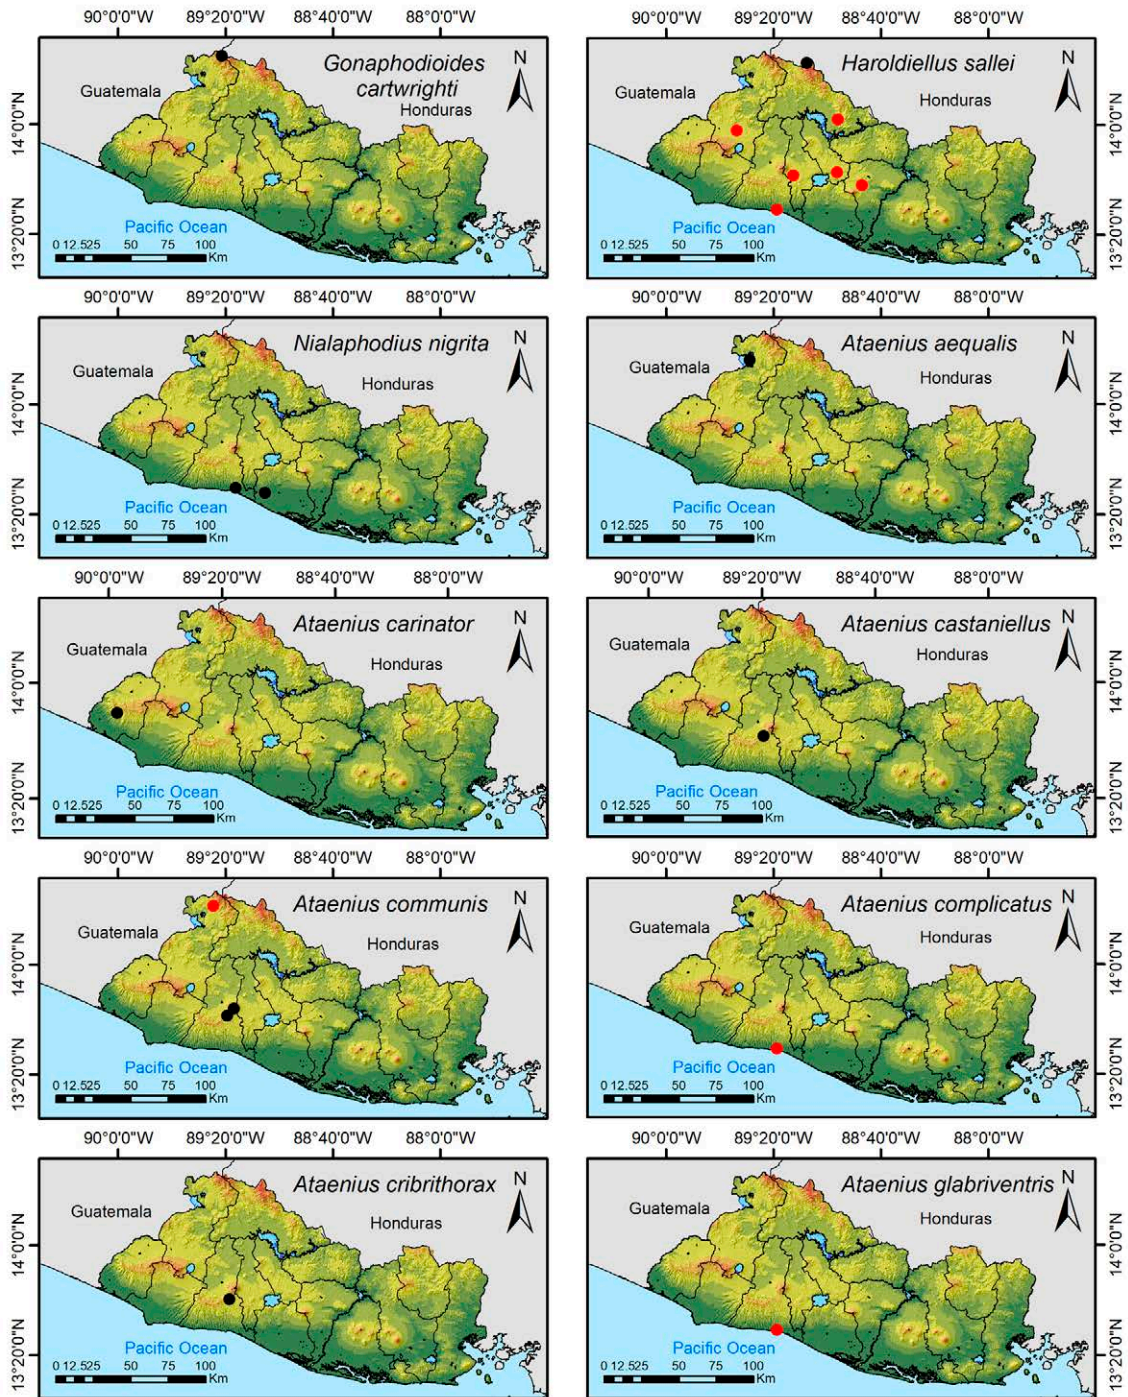 90°0'0"W 89°20'0"W 88°40'0"W 88°0'0"W
Gonaphodioides
cartwrighti
N
Guatemala
Honduras
14°0'0"N
Pacific Ocean
13°20'0"N
0 12.525 50 75 100
Km
90°0'0"W 89°20'0"W 88°40'0"W 88°0'0"W
Haroldiellus sallei
N
Guatemala
Honduras
14°0'0"N
Pacific Ocean
13°20'0"N
0 12.525 50 75 100
Km
90°0'0"W 89°20'0"W 88°40'0"W 88°0'0"W
Nialaphodius nigrita
N
Guatemala
Honduras
14°0'0"N
Pacific Ocean
13°20'0"N
0 12.525 50 75 100
Km
90°0'0"W 89°20'0"W 88°40'0"W 88°0'0"W
Ataenius aequalis
N
Guatemala
Honduras
14°0'0"N
Pacific Ocean
13°20'0"N
0 12.525 50 75 100
Km
90°0'0"W 89°20'0"W 88°40'0"W 88°0'0"W
Ataenius carinator
N
Guatemala
Honduras
14°0'0"N
Pacific Ocean
13°20'0"N
0 12.525 50 75 100
Km
90°0'0"W 89°20'0"W 88°40'0"W 88°0'0"W
Ataenius castaniellus
N
Guatemala
Honduras
14°0'0"N
Pacific Ocean
13°20'0"N
0 12.525 50 75 100
Km
90°0'0"W 89°20'0"W 88°40'0"W 88°0'0"W
Ataenius communis
N
Guatemala
Honduras
14°0'0"N
Pacific Ocean
13°20'0"N
0 12.525 50 75 100
Km
90°0'0"W 89°20'0"W 88°40'0"W 88°0'0"W
Ataenius complicatus
N
Guatemala
Honduras
14°0'0"N
Pacific Ocean
13°20'0"N
0 12.525 50 75 100
Km
90°0'0"W 89°20'0"W 88°40'0"W 88°0'0"W
Ataenius cribrithorax
N
Guatemala
Honduras
14°0'0"N
Pacific Ocean
13°20'0"N
0 12.525 50 75 100
Km
90°0'0"W 89°20'0"W 88°40'0"W 88°0'0"W
Ataenius glabriventris
N
Guatemala
Honduras
14°0'0"N
Pacific Ocean
13°20'0"N
0 12.525 50 75 100
Km